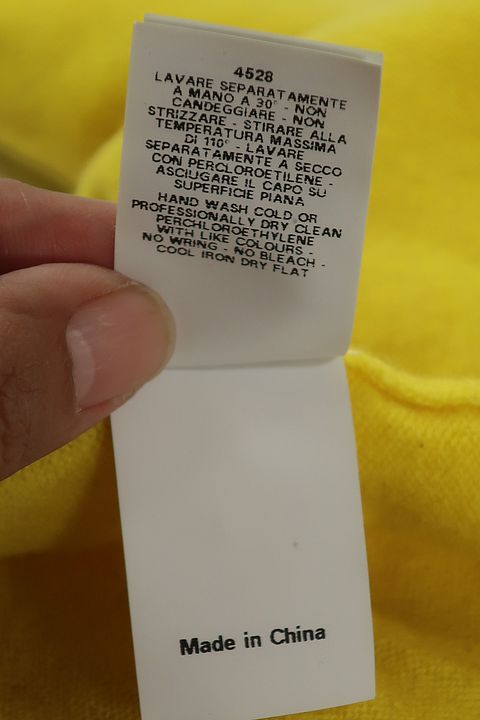 4528
LAVARE SEPARATAMENTE
A MANO A 30° - NON
CANDEGGIARE - NON
STRIZZARE - STIRARE ALLA
TEMPERATURA MASSIMA
DI 110° - LAVARE
SEPARATAMENTE A SECCO
CON PERCLOROETILENE -
ASCIUGARE IL CAPO SU
SUPERFICIE PIANA
HAND WASH COLD OR
PROFESSIONALLY DRY CLEAN
PERCHLOROETHYLENE
WITH LIKE COLOURS -
NO WRING - NO BLEACH -
COOL IRON DRY FLAT
Made in China